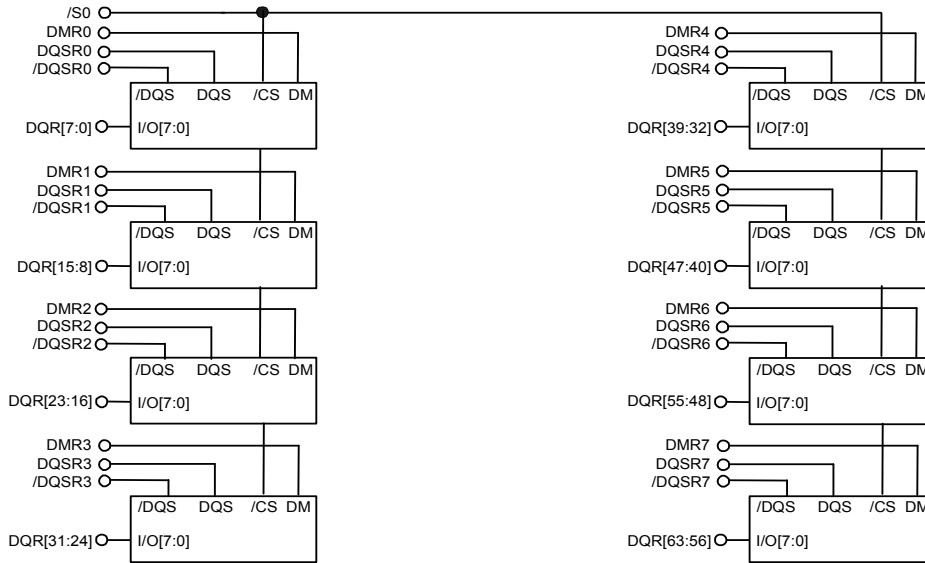 /S0
DMR0
DQSR0
/DQSR0
/DQS DQS /CS DM
DQR[7:0] I/O[7:0]
DMR1
DQSR1
/DQSR1
/DQS DQS /CS DM
DQR[15:8] I/O[7:0]
DMR2
DQSR2
/DQSR2
/DQS DQS /CS DM
DQR[23:16] I/O[7:0]
DMR3
DQSR3
/DQSR3
/DQS DQS /CS DM
DQR[31:24] I/O[7:0]
DMR4
DQSR4
/DQSR4
/DQS DQS /CS DM
DQR[39:32] I/O[7:0]
DMR5
DQSR5
/DQSR5
/DQS DQS /CS DM
DQR[47:40] I/O[7:0]
DMR6
DQSR6
/DQSR6
/DQS DQS /CS DM
DQR[55:48] I/O[7:0]
DMR7
DQSR7
/DQSR7
/DQS DQS /CS DM
DQR[63:56] I/O[7:0]